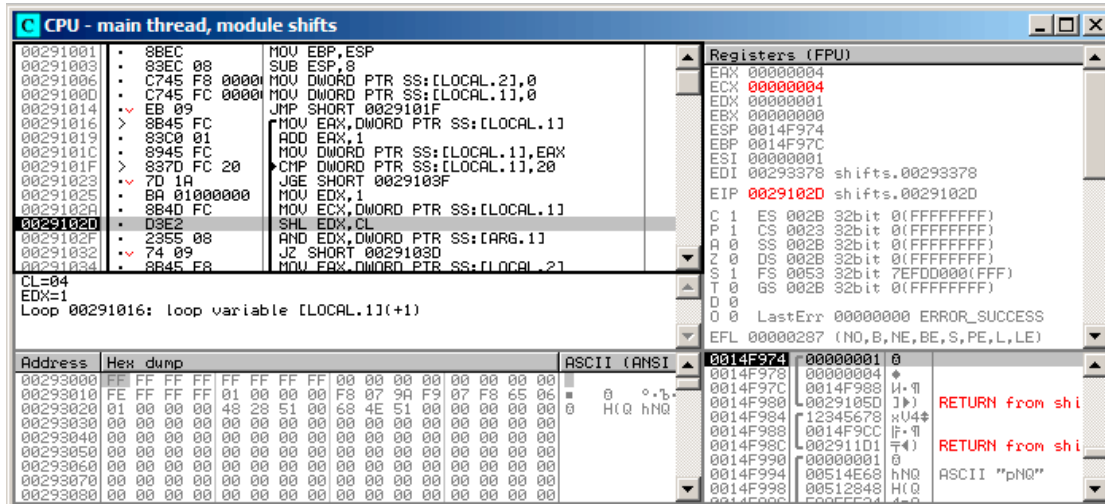 C CPU - main thread, module shifts
00291001 · 8BEC MOV EBP,ESP
00291003 · 83EC 08 SUB ESP,8
00291006 · C745 F8 0000 MOV DWORD PTR SS:[LOCAL.2],0
0029100D · C745 FC 0000 MOV DWORD PTR SS:[LOCAL.1],0
00291014 · EB 09 JMP SHORT 0029101F
00291016 > 8B45 FC MOV EAX,DWORD PTR SS:[LOCAL.1]
00291019 · 83C0 01 ADD EAX,1
0029101C · 8945 FC MOV DWORD PTR SS:[LOCAL.1],EAX
0029101F > 837D FC 20 CMP DWORD PTR SS:[LOCAL.1],20
00291023 · 7D 1A JGE SHORT 0029103F
00291025 · BA 01000000 MOV EDX,1
0029102A · 8B4D FC MOV ECX,DWORD PTR SS:[LOCAL.1]
0029102D · D3E2 SHL EDX,CL
0029102F · 2355 08 AND EDX,DWORD PTR SS:[ARG.1]
00291032 · 74 09 JZ SHORT 0029103D
00291034 · 8B45 F8 MOV EAX,DWORD PTR SS:[LOCAL.2]
CL=04
EDX=1
Loop 00291016: loop variable [LOCAL.1](+1)
Registers (FPU)
EAX 00000004
ECX 00000004
EDX 00000001
EBX 00000000
ESP 0014F974
EBP 0014F97C
ESI 00000001
EDI 00293378 shifts.00293378
EIP 0029102D shifts.0029102D
C 1 ES 002B 32bit 0(FFFFFFFF)
P 1 CS 0023 32bit 0(FFFFFFFF)
A 0 SS 002B 32bit 0(FFFFFFFF)
Z 0 DS 002B 32bit 0(FFFFFFFF)
S 1 FS 0053 32bit 7EFDD000(FFF)
T 0 GS 002B 32bit 0(FFFFFFFF)
D 0
O 0 LastErr 00000000 ERROR_SUCCESS
EFL 00000287 (NO,B,NE,BE,S,PE,L,LE)
Address Hex dump ASCII (ANSI
00293000 FF FF FF FF FF FF FF FF 00 00 00 00 00 00 00 00
00293010 FE FF FF FF 01 00 00 00 F8 07 9A F9 07 F8 65 06
00293020 01 00 00 00 48 28 51 00 68 4E 51 00 00 00 00 00 H(Q hNQ
00293030 00 00 00 00 00 00 00 00 00 00 00 00 00 00 00 00
00293040 00 00 00 00 00 00 00 00 00 00 00 00 00 00 00 00
00293050 00 00 00 00 00 00 00 00 00 00 00 00 00 00 00 00
00293060 00 00 00 00 00 00 00 00 00 00 00 00 00 00 00 00
00293070 00 00 00 00 00 00 00 00 00 00 00 00 00 00 00 00
00293080 00 00 00 00 00 00 00 00 00 00 00 00 00 00 00 00
0014F974 00000001
0014F978 00000004 ♦
0014F97C 0014F988 И·¶
0014F980 0029105D ]►) RETURN from shi
0014F984 12345678 xV4‡
0014F988 0014F9CC ╠·¶
0014F98C 002911D1 ╤◄) RETURN from shi
0014F990 00000001
0014F994 00514E68 hNQ ASCII "pNQ"
0014F998 00512848 H(Q